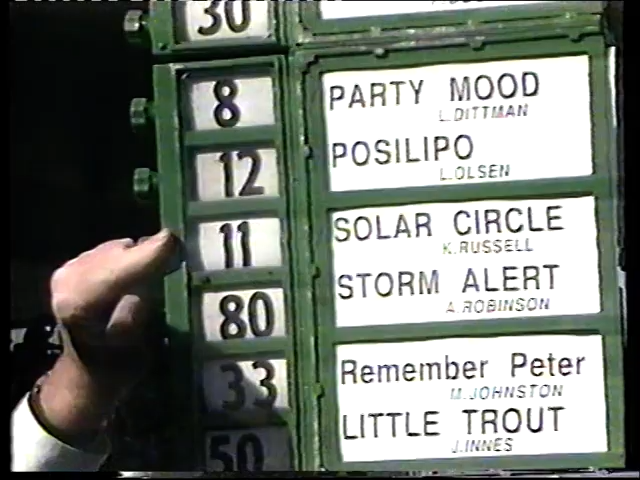 30
8 PARTY MOOD
L. DITTMAN
12 POSILIPO
L. OLSEN
11 SOLAR CIRCLE
K. RUSSELL
80 STORM ALERT
A. ROBINSON
33 Remember Peter
M. JOHNSTON
50 LITTLE TROUT
J. INNES